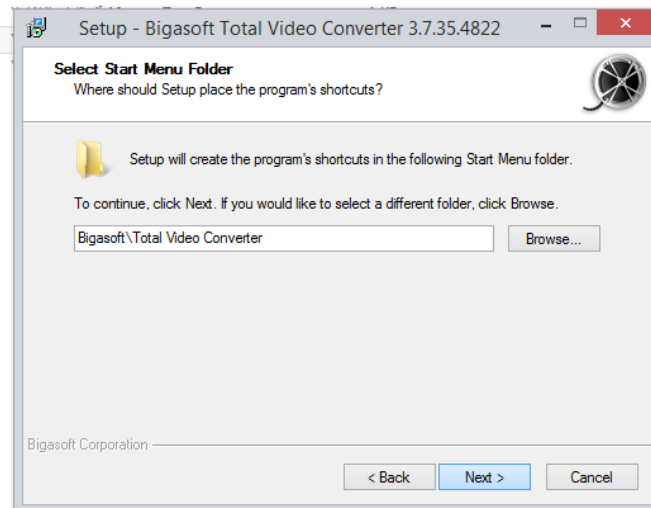 Setup - Bigasoft Total Video Converter 3.7.35.4822
Select Start Menu Folder
Where should Setup place the program's shortcuts?
Setup will create the program's shortcuts in the following Start Menu folder.
To continue, click Next. If you would like to select a different folder, click Browse.
Bigasoft\Total Video Converter
Browse...
Bigasoft Corporation
< Back
Next >
Cancel